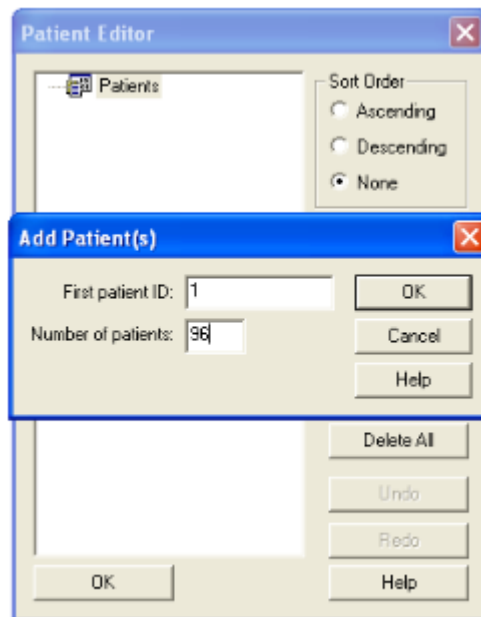 Patient Editor
Patients
Sort Order
Ascending
Descending
None
Add Patient(s)
First patient ID: 1
OK
Number of patients: 96
Cancel
Help
Delete All
Undo
Redo
OK
Help